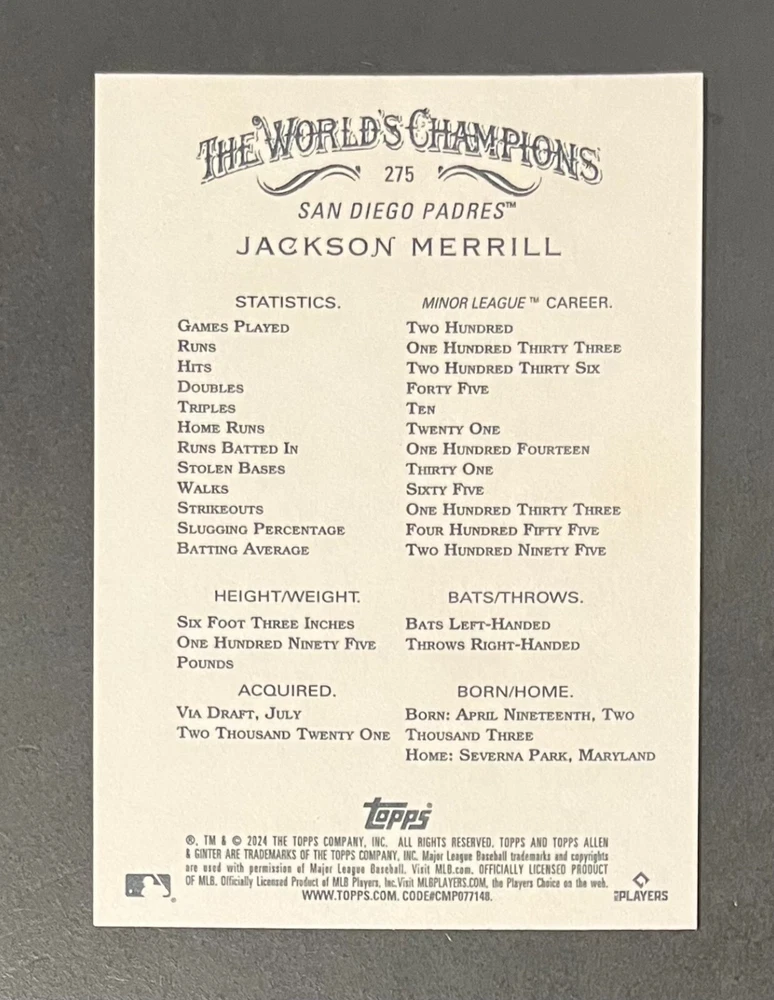 THE WORLD'S CHAMPIONS
275
SAN DIEGO PADRES™
JACKSON MERRILL
STATISTICS. MINOR LEAGUE™ CAREER.
GAMES PLAYED TWO HUNDRED
RUNS ONE HUNDRED THIRTY THREE
HITS TWO HUNDRED THIRTY SIX
DOUBLES FORTY FIVE
TRIPLES TEN
HOME RUNS TWENTY ONE
RUNS BATTED IN ONE HUNDRED FOURTEEN
STOLEN BASES THIRTY ONE
WALKS SIXTY FIVE
STRIKEOUTS ONE HUNDRED THIRTY THREE
SLUGGING PERCENTAGE FOUR HUNDRED FIFTY FIVE
BATTING AVERAGE TWO HUNDRED NINETY FIVE
HEIGHT/WEIGHT.
SIX FOOT THREE INCHES
ONE HUNDRED NINETY FIVE
POUNDS
BATS/THROWS.
BATS LEFT-HANDED
THROWS RIGHT-HANDED
ACQUIRED.
VIA DRAFT, JULY
TWO THOUSAND TWENTY ONE
BORN/HOME.
BORN: APRIL NINETEENTH, TWO
THOUSAND THREE
HOME: SEVERNA PARK, MARYLAND
topps®
®, TM & © 2024 THE TOPPS COMPANY, INC. ALL RIGHTS RESERVED. TOPPS AND TOPPS ALLEN
& GINTER ARE TRADEMARKS OF THE TOPPS COMPANY, INC. Major League Baseball trademarks and copyrights
are used with permission of Major League Baseball. Visit MLB.com. OFFICIALLY LICENSED PRODUCT
OF MLB. Officially Licensed Product of MLB Players, Inc. Visit MLBPLAYERS.COM, the Players Choice on the web.
WWW.TOPPS.COM. CODE#CMP077148.
MLBPLAYERS